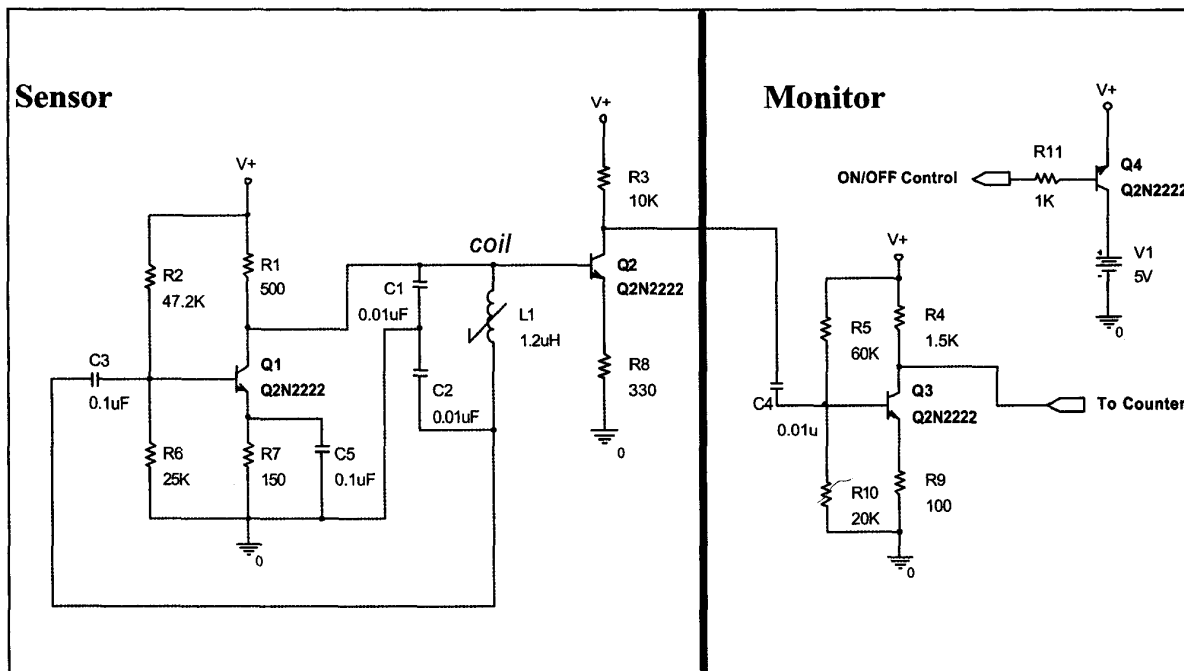 Sensor
Monitor
V+
R1
500
R2
47.2K
C3
0.1uF
Q1
Q2N2222
R6
25K
R7
150
C5
0.1uF
0
coil
C1
0.01uF
C2
0.01uF
L1
1.2uH
V+
R3
10K
Q2
Q2N2222
R8
330
0
V+
R11
1K
ON/OFF Control
Q4
Q2N2222
V1
5V
0
V+
R5
60K
R4
1.5K
C4
0.01u
Q3
Q2N2222
To Counter
R10
20K
R9
100
0